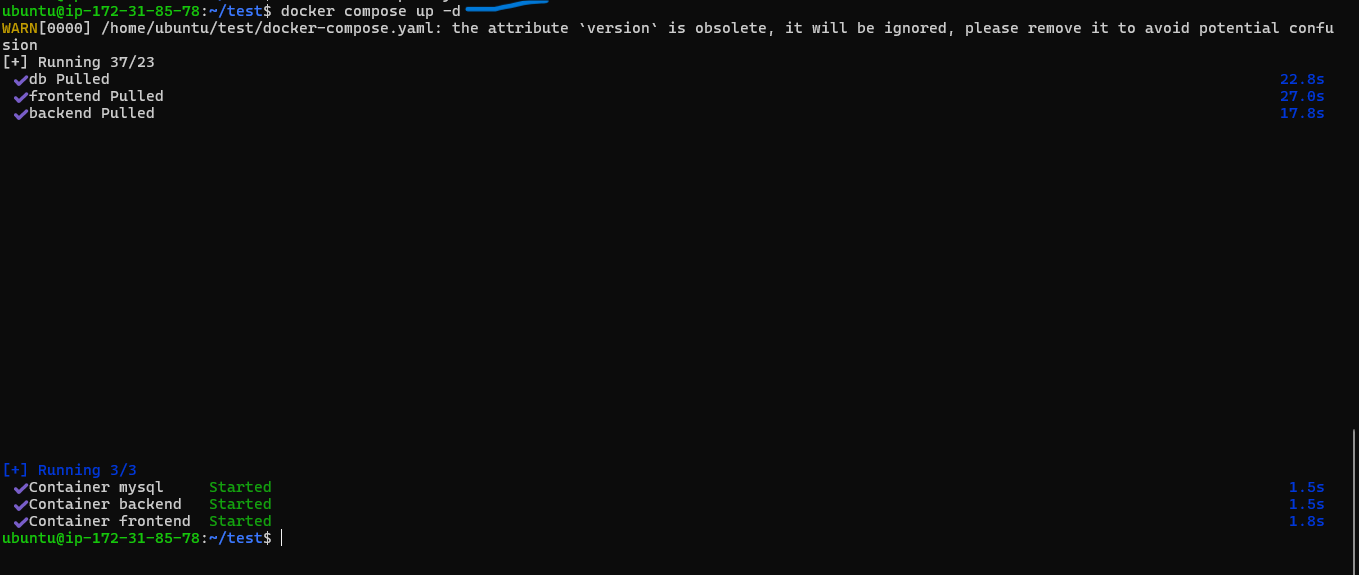 ubuntu@ip-172-31-85-78:~/test$ docker compose up -d
WARN[0000] /home/ubuntu/test/docker-compose.yaml: the attribute `version` is obsolete, it will be ignored, please remove it to avoid potential confu
sion
[+] Running 37/23
✔db Pulled 22.8s
✔frontend Pulled 27.0s
✔backend Pulled 17.8s
[+] Running 3/3
✔Container mysql Started 1.5s
✔Container backend Started 1.5s
✔Container frontend Started 1.8s
ubuntu@ip-172-31-85-78:~/test$